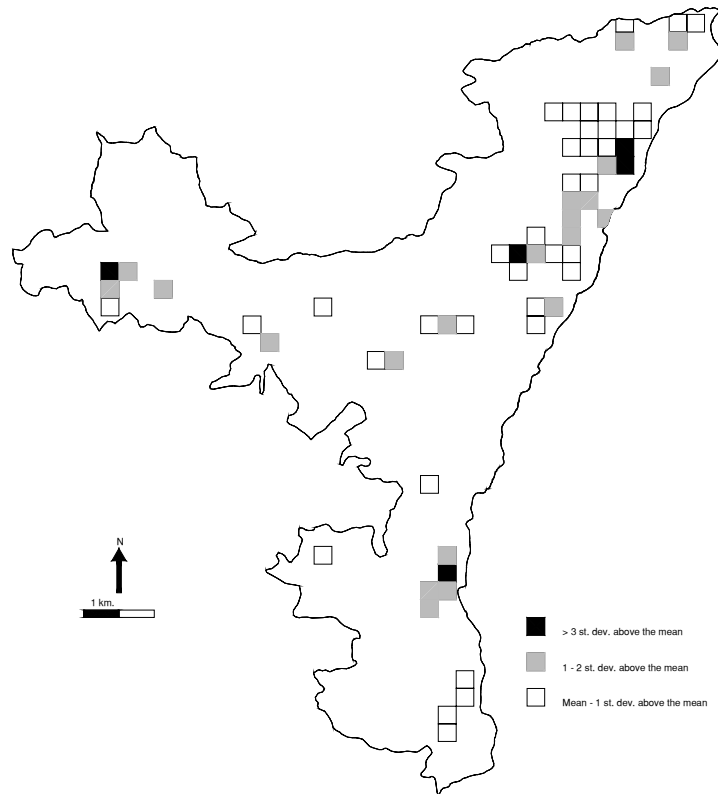 N
1 km.
> 3 st. dev. above the mean
1 - 2 st. dev. above the mean
Mean - 1 st. dev. above the mean